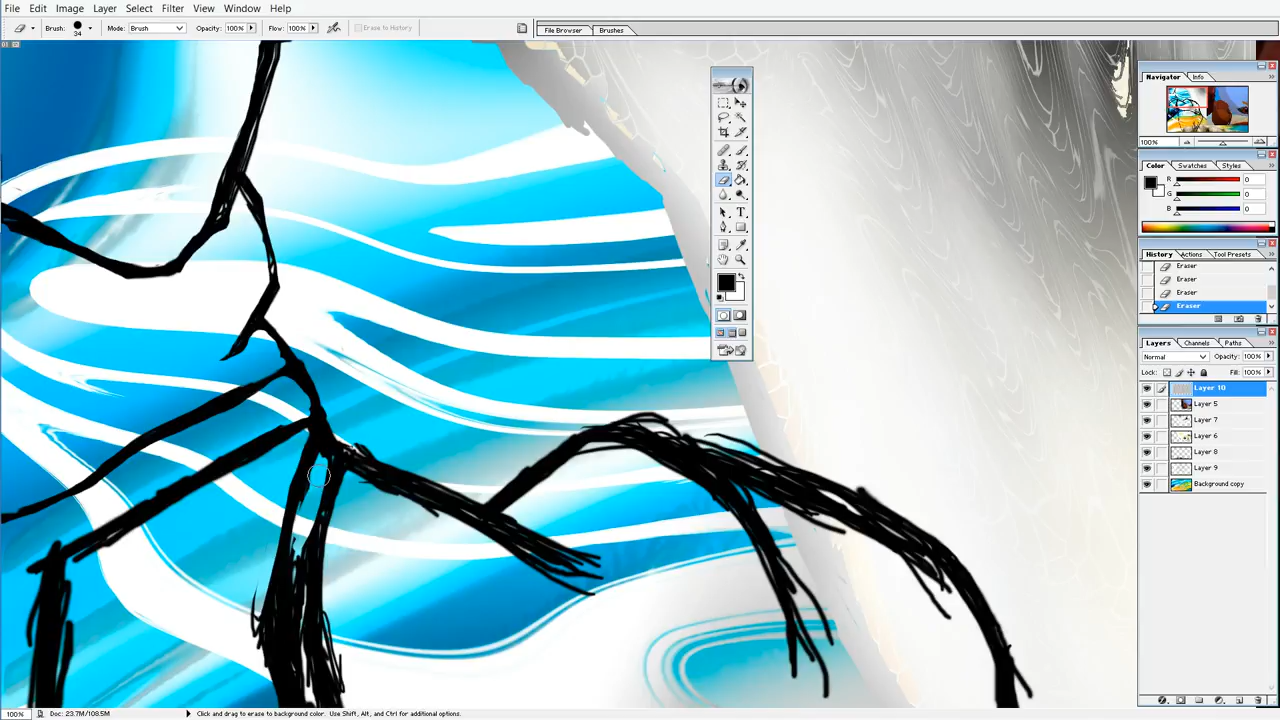 File Edit Image Layer Select Filter View Window Help
Brush: 34 Mode: Brush Opacity: 100% Flow: 100% Erase to History File Browser Brushes
01
Navigator Info
100%
Color Swatches Styles
R 0
G 0
B 0
History Actions Tool Presets
Eraser
Eraser
Eraser
Eraser
Layers Channels Paths
Normal Opacity: 100%
Lock: Fill: 100%
Layer 10
Layer 5
Layer 7
Layer 6
Layer 8
Layer 9
Background copy
100% Doc: 23.7M/108.5M Click and drag to erase to background color. Use Shift, Alt, and Ctrl for additional options.